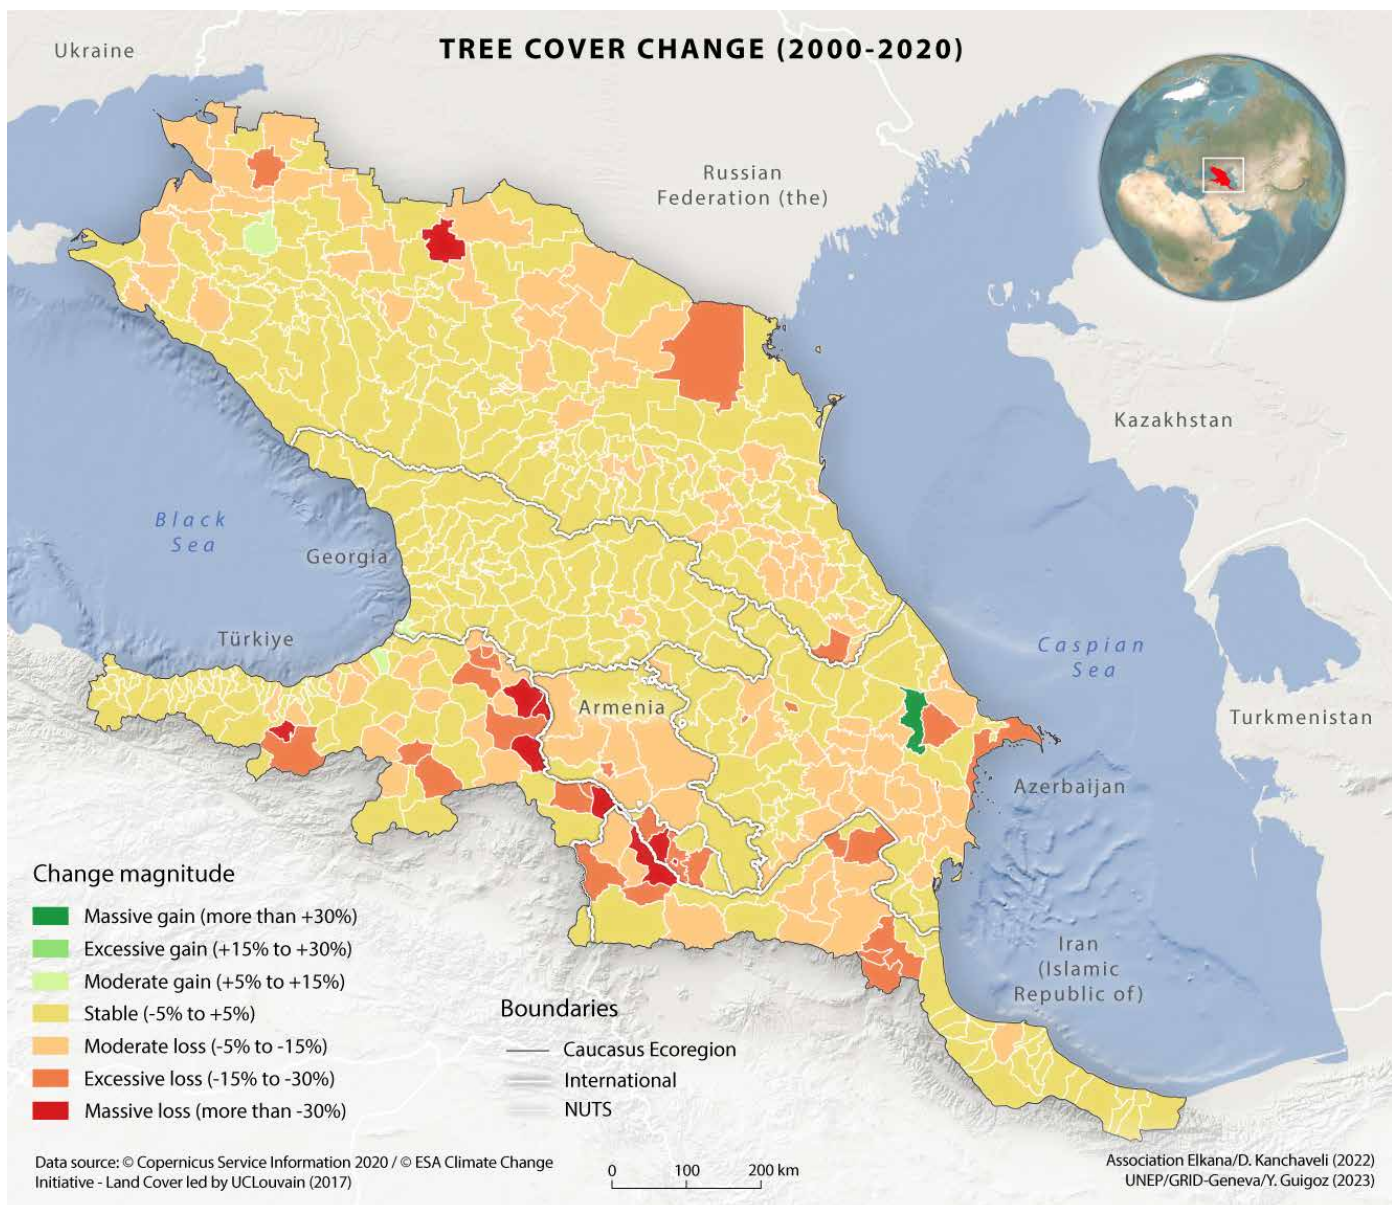 TREE COVER CHANGE (2000-2020)
Ukraine
Russian
Federation (the)
Kazakhstan
Black
Sea
Georgia
Türkiye
Caspian
Sea
Armenia
Turkmenistan
Azerbaijan
Iran
(Islamic
Republic of)
Change magnitude
Massive gain (more than +30%)
Excessive gain (+15% to +30%)
Moderate gain (+5% to +15%)
Stable (-5% to +5%)
Moderate loss (-5% to -15%)
Excessive loss (-15% to -30%)
Massive loss (more than -30%)
Boundaries
Caucasus Ecoregion
International
NUTS
Data source: © Copernicus Service Information 2020 / © ESA Climate Change
Initiative - Land Cover led by UCLouvain (2017)
0 100 200 km
Association Elkana/D. Kanchaveli (2022)
UNEP/GRID-Geneva/Y. Guigoz (2023)